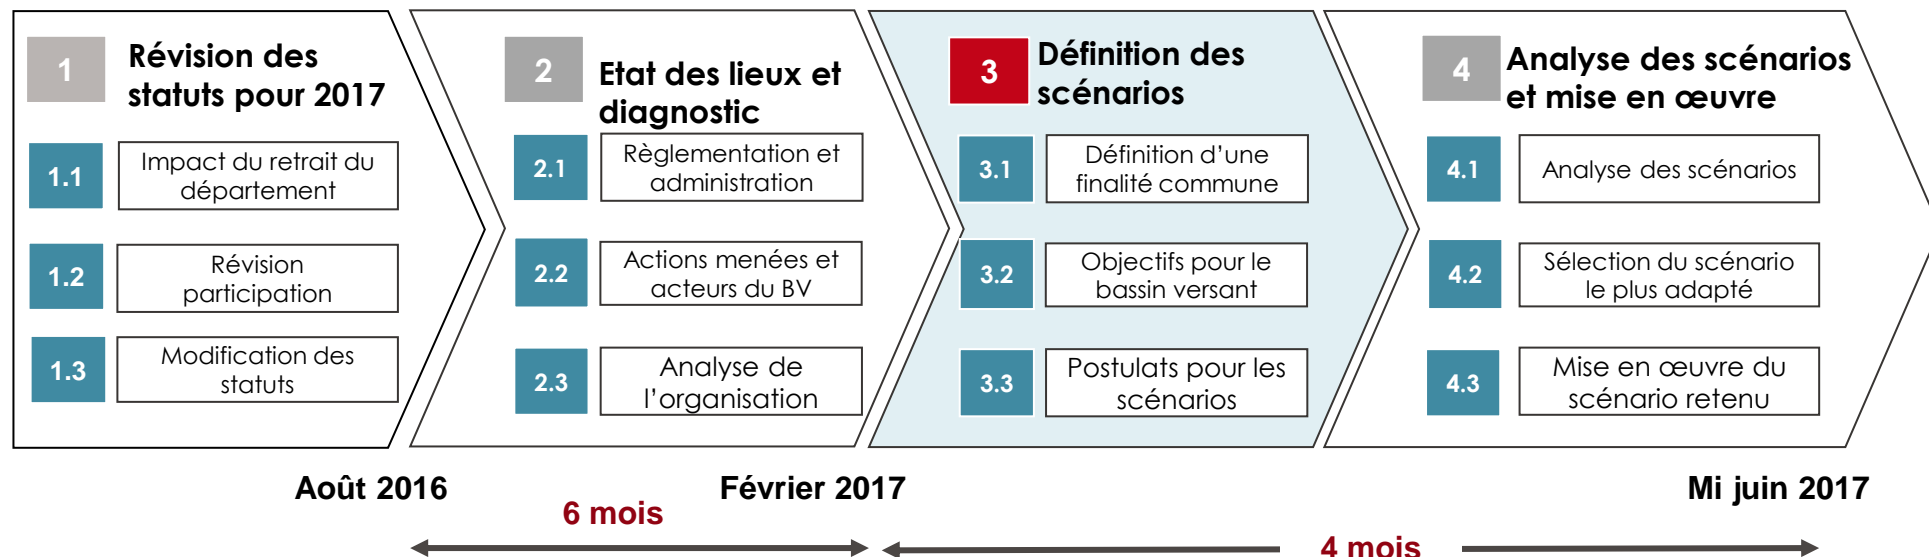 1
Révision des
statuts pour 2017
1.1
Impact du retrait du
département
1.2
Révision
participation
1.3
Modification des
statuts
2
Etat des lieux et
diagnostic
2.1
Règlementation et
administration
2.2
Actions menées et
acteurs du BV
2.3
Analyse de
l’organisation
3
Définition des
scénarios
3.1
Définition d’une
finalité commune
3.2
Objectifs pour le
bassin versant
3.3
Postulats pour les
scénarios
4
Analyse des scénarios
et mise en œuvre
4.1
Analyse des scénarios
4.2
Sélection du scénario
le plus adapté
4.3
Mise en œuvre du
scénario retenu
Août 2016
Février 2017
Mi juin 2017
6 mois
4 mois